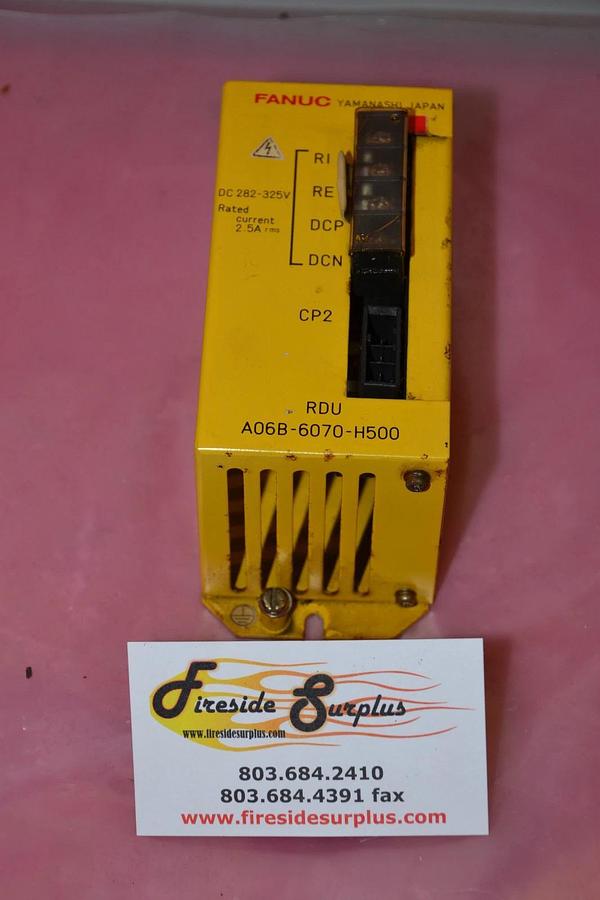 FANUC YAMANASHI JAPAN
RI
DC 282-325V
RE
Rated
current
2.5A rms
DCP
DCN
CP2
RDU
A06B-6070-H500
Fireside Surplus
www.firesidesurplus.com
803.684.2410
803.684.4391 fax
www.firesidesurplus.com